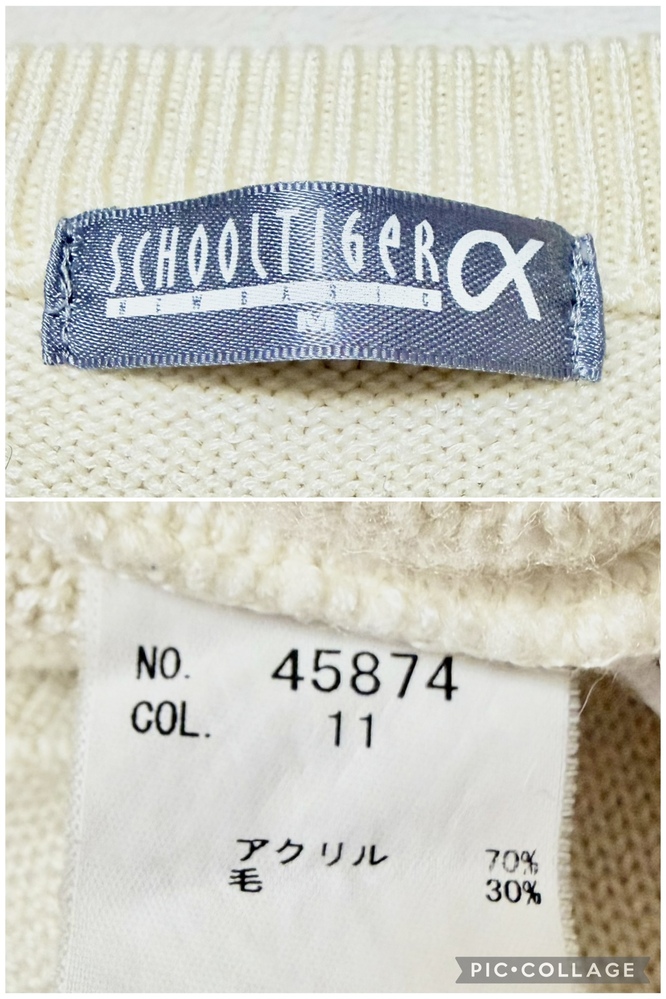 SCHOOLTIGER α
NEW BASIC
M
NO. 45874
COL. 11
アクリル 70%
毛 30%
PIC•COLLAGE